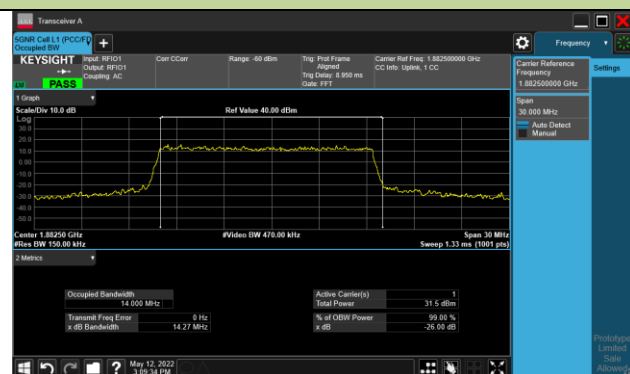 Transceiver A
5GNR Cell L1 (PCC/FD
Occupied BW
Frequency
KEYSIGHT
Input: RFIO1
Output: RFIO1
Coupling: AC
Corr CCorr
Range: -60 dBm
Trig: Prot Frame
Aligned
Trig Delay: 8.950 ms
Gate: FFT
Carrier Ref Freq: 1.882500000 GHz
CC Info: Uplink, 1 CC
PASS
Carrier Reference
Frequency
1.882500000 GHz
Settings
Span
30.000 MHz
Auto Detect
Manual
1 Graph
Scale/Div 10.0 dB
Ref Value 40.00 dBm
Log
30.0
20.0
10.0
0.00
-10.0
-20.0
-30.0
-40.0
-50.0
Center 1.88250 GHz
#Video BW 470.00 kHz
Span 30 MHz
#Res BW 150.00 kHz
Sweep 1.33 ms (1001 pts)
2 Metrics
Occupied Bandwidth
14.000 MHz
Active Carrier(s) 1
Total Power 31.5 dBm
Transmit Freq Error 0 Hz
x dB Bandwidth 14.27 MHz
% of OBW Power 99.00 %
x dB -26.00 dB
Prototype
Limited
Sale
Allowed
May 12, 2022
3:09:34 PM